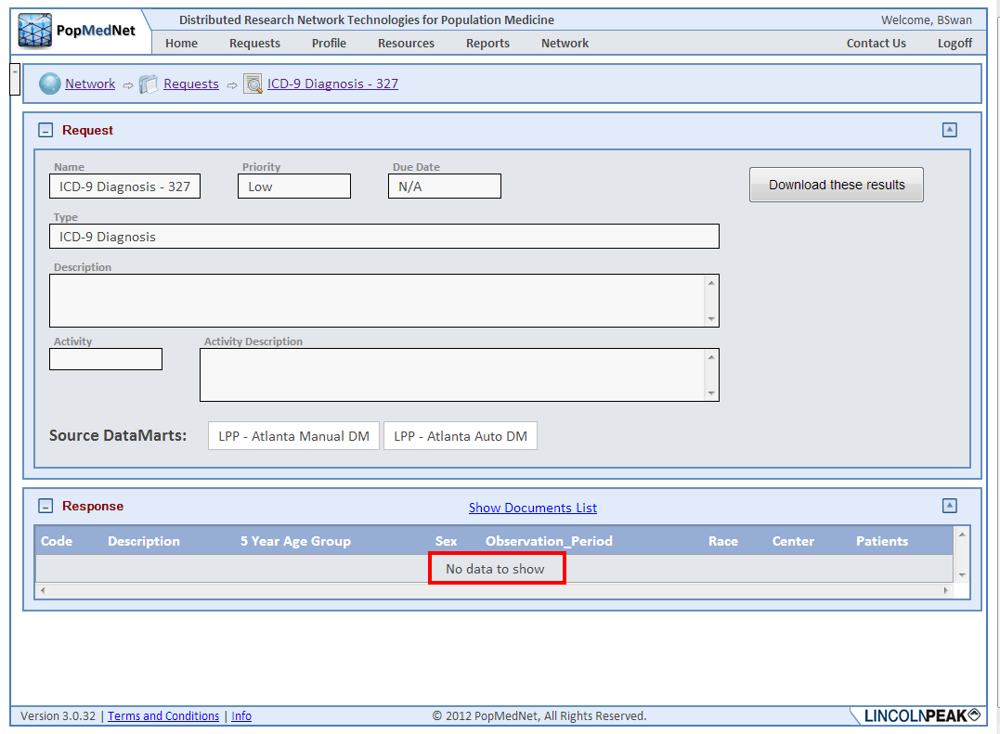 PopMedNet
Distributed Research Network Technologies for Population Medicine
Welcome, BSwan
Home Requests Profile Resources Reports Network Contact Us Logoff
Network ⇨ Requests ⇨ ICD-9 Diagnosis - 327
Request
Name Priority Due Date
ICD-9 Diagnosis - 327 Low N/A
Download these results
Type
ICD-9 Diagnosis
Description
Activity Activity Description
Source DataMarts: LPP - Atlanta Manual DM LPP - Atlanta Auto DM
Response Show Documents List
Code Description 5 Year Age Group Sex Observation_Period Race Center Patients
No data to show
Version 3.0.32 | Terms and Conditions | Info © 2012 PopMedNet, All Rights Reserved. LINCOLNPEAK